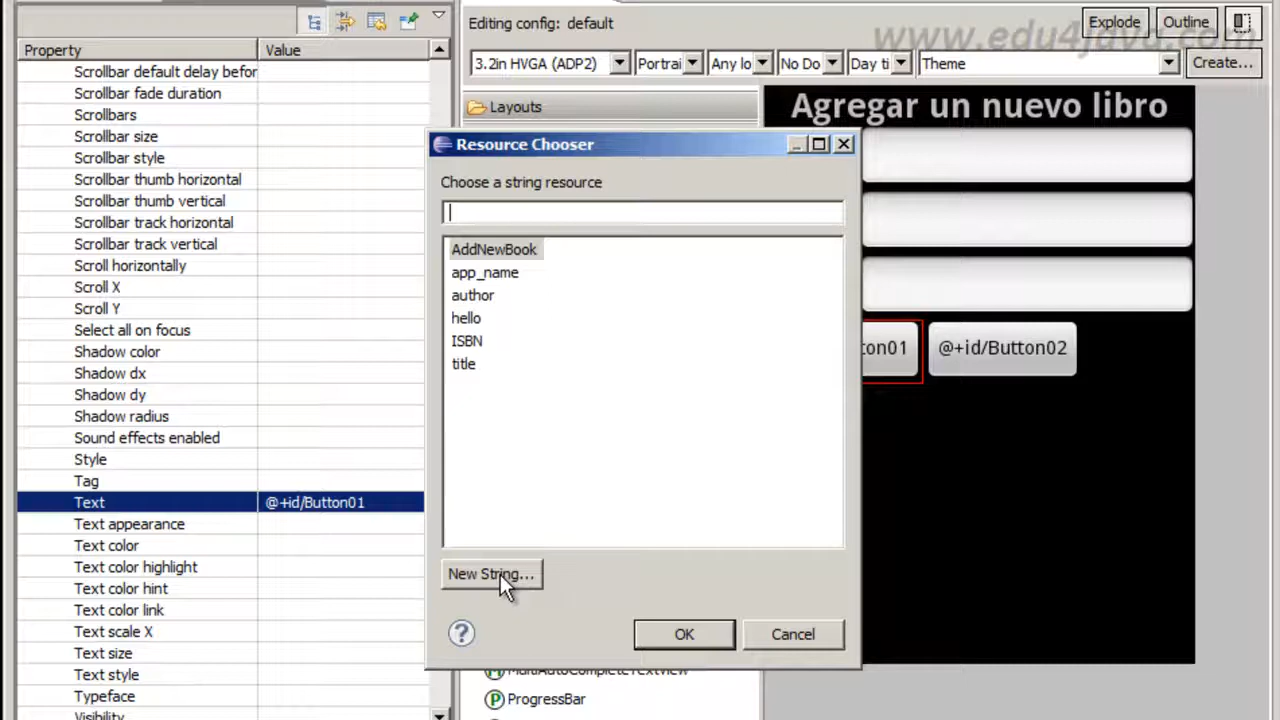 Editing config: default
www.edu4java.com
Explode
Outline
Property
Value
3.2in HVGA (ADP2)
Portrai
Any lo
No Do
Day ti
Theme
Create...
Scrollbar default delay befor
Scrollbar fade duration
Scrollbars
Scrollbar size
Scrollbar style
Scrollbar thumb horizontal
Scrollbar thumb vertical
Scrollbar track horizontal
Scrollbar track vertical
Scroll horizontally
Scroll X
Scroll Y
Select all on focus
Shadow color
Shadow dx
Shadow dy
Shadow radius
Sound effects enabled
Style
Tag
Text @+id/Button01
Text appearance
Text color
Text color highlight
Text color hint
Text color link
Text scale X
Text size
Text style
Typeface
Visibility
Layouts
Resource Chooser
Choose a string resource
AddNewBook
app_name
author
hello
ISBN
title
New String...
?
OK
Cancel
MultiAutoCompleteTextView
P ProgressBar
Agregar un nuevo libro
ton01
@+id/Button02